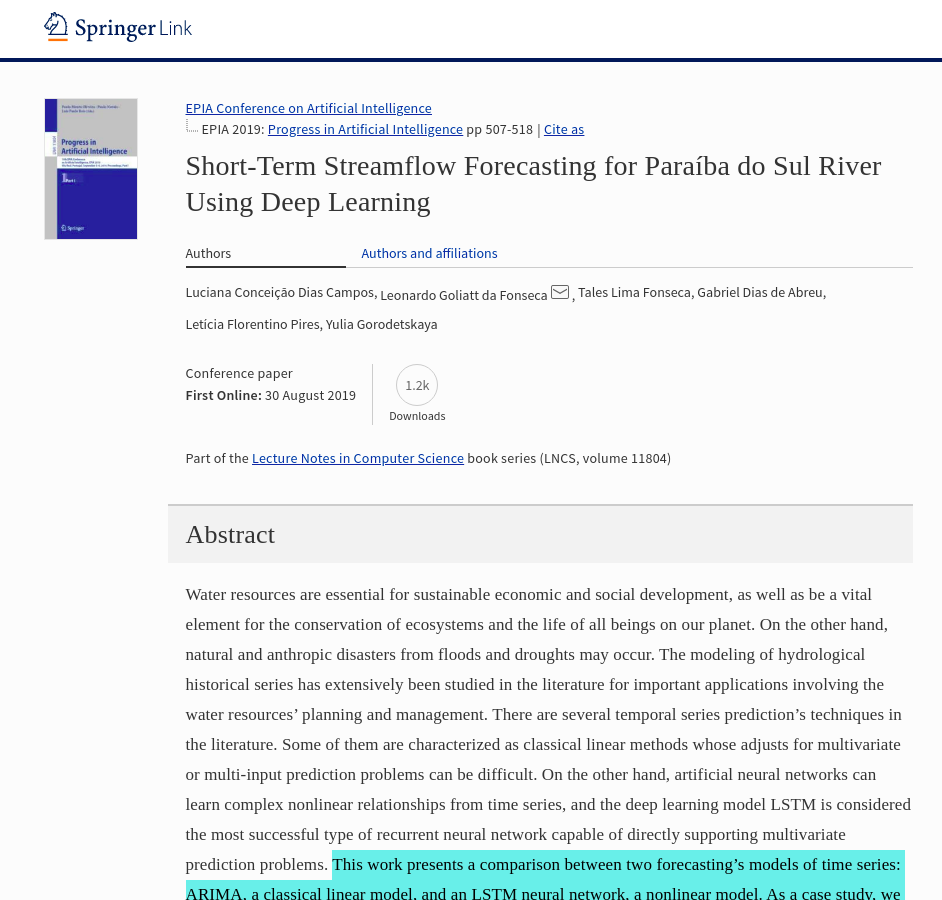 Springer Link
EPIA Conference on Artificial Intelligence
EPIA 2019: Progress in Artificial Intelligence pp 507-518 | Cite as
Short-Term Streamflow Forecasting for Paraíba do Sul River
Using Deep Learning
Progress in
Artificial Intelligence
Springer
Authors
Authors and affiliations
Luciana Conceição Dias Campos, Leonardo Goliatt da Fonseca , Tales Lima Fonseca, Gabriel Dias de Abreu,
Letícia Florentino Pires, Yulia Gorodetskaya
Conference paper
First Online: 30 August 2019
1.2k
Downloads
Part of the Lecture Notes in Computer Science book series (LNCS, volume 11804)
Abstract
Water resources are essential for sustainable economic and social development, as well as be a vital
element for the conservation of ecosystems and the life of all beings on our planet. On the other hand,
natural and anthropic disasters from floods and droughts may occur. The modeling of hydrological
historical series has extensively been studied in the literature for important applications involving the
water resources’ planning and management. There are several temporal series prediction’s techniques in
the literature. Some of them are characterized as classical linear methods whose adjusts for multivariate
or multi-input prediction problems can be difficult. On the other hand, artificial neural networks can
learn complex nonlinear relationships from time series, and the deep learning model LSTM is considered
the most successful type of recurrent neural network capable of directly supporting multivariate
prediction problems. This work presents a comparison between two forecasting’s models of time series:
ARIMA, a classical linear model, and an LSTM neural network, a nonlinear model. As a case study, we